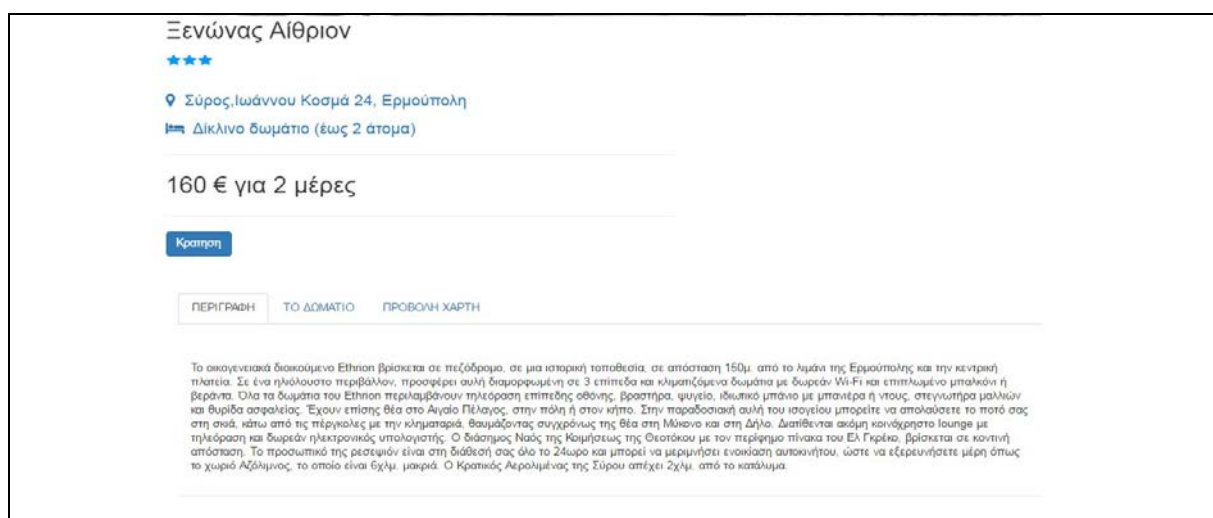 Ξενώνας Αίθριον
Σύρος,Ιωάννου Κοσμά 24, Ερμούπολη
Δίκλινο δωμάτιο (έως 2 άτομα)
160 € για 2 μέρες
Κρατηση
ΠΕΡΙΓΡΑΦΗ ΤΟ ΔΩΜΑΤΙΟ ΠΡΟΒΟΛΗ ΧΑΡΤΗ
Το οικογενειακά διοικούμενο Ethrion βρίσκεται σε πεζόδρομο, σε μια ιστορική τοποθεσία, σε απόσταση 150μ. από το λιμάνι της Ερμούπολης και την κεντρική
πλατεία. Σε ένα ηλιόλουστο περιβάλλον, προσφέρει αυλή διαμορφωμένη σε 3 επίπεδα και κλιματιζόμενα δωμάτια με δωρεάν Wi-Fi και επιπλωμένο μπαλκόνι ή
βεράντα. Όλα τα δωμάτια του Ethrion περιλαμβάνουν τηλεόραση επίπεδης οθόνης, βραστήρα, ψυγείο, ιδιωτικό μπάνιο με μπανιέρα ή ντους, στεγνωτήρα μαλλιών
και θυρίδα ασφαλείας. Έχουν επίσης θέα στο Αιγαίο Πέλαγος, στην πόλη ή στον κήπο. Στην παραδοσιακή αυλή του ισογείου μπορείτε να απολαύσετε το ποτό σας
στη σκιά, κάτω από τις πέργκολες με την κληματαριά, θαυμάζοντας συγχρόνως τη θέα στη Μύκονο και στη Δήλο. Διατίθενται ακόμη κοινόχρηστο lounge με
τηλεόραση και δωρεάν ηλεκτρονικός υπολογιστής. Ο διάσημος Ναός της Κοιμήσεως της Θεοτόκου με τον περίφημο πίνακα του Ελ Γκρέκο, βρίσκεται σε κοντινή
απόσταση. Το προσωπικό της ρεσεψιόν είναι στη διάθεσή σας όλο το 24ωρο και μπορεί να μεριμνήσει ενοικίαση αυτοκινήτου, ώστε να εξερευνήσετε μέρη όπως
το χωριό Αζόλιμνος, το οποίο είναι 6χλμ. μακριά. Ο Κρατικός Αερολιμένας της Σύρου απέχει 2χλμ. από το κατάλυμα.